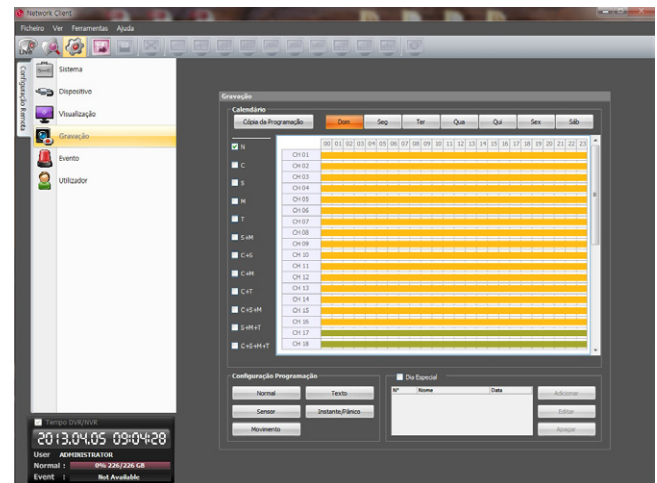 Network Client
Ficheiro Ver Ferramentas Ajuda
Live
Configuração Remota
Sistema
Dispositivo
Visualização
Gravação
Evento
Utilizador
Gravação
Calendário
Cópia da Programação Dom Seg Ter Qua Qui Sex Sáb
00 01 02 03 04 05 06 07 08 09 10 11 12 13 14 15 16 17 18 19 20 21 22 23
N
C
S
M
T
S+M
C+S
C+M
C+T
C+S+M
S+M+T
C+S+M+T
CH 01
CH 02
CH 03
CH 04
CH 05
CH 06
CH 07
CH 08
CH 09
CH 10
CH 11
CH 12
CH 13
CH 14
CH 15
CH 16
CH 17
CH 18
Configuração Programação
Normal Texto
Sensor Instante/Pânico
Movimento
Dia Especial
Nº Nome Data
Adicionar
Editar
Apagar
Tempo DVR/NVR
2013.04.05 09:04:28
User ADMINISTRATOR
Normal : 0% 226/226 GB
Event : Not Available